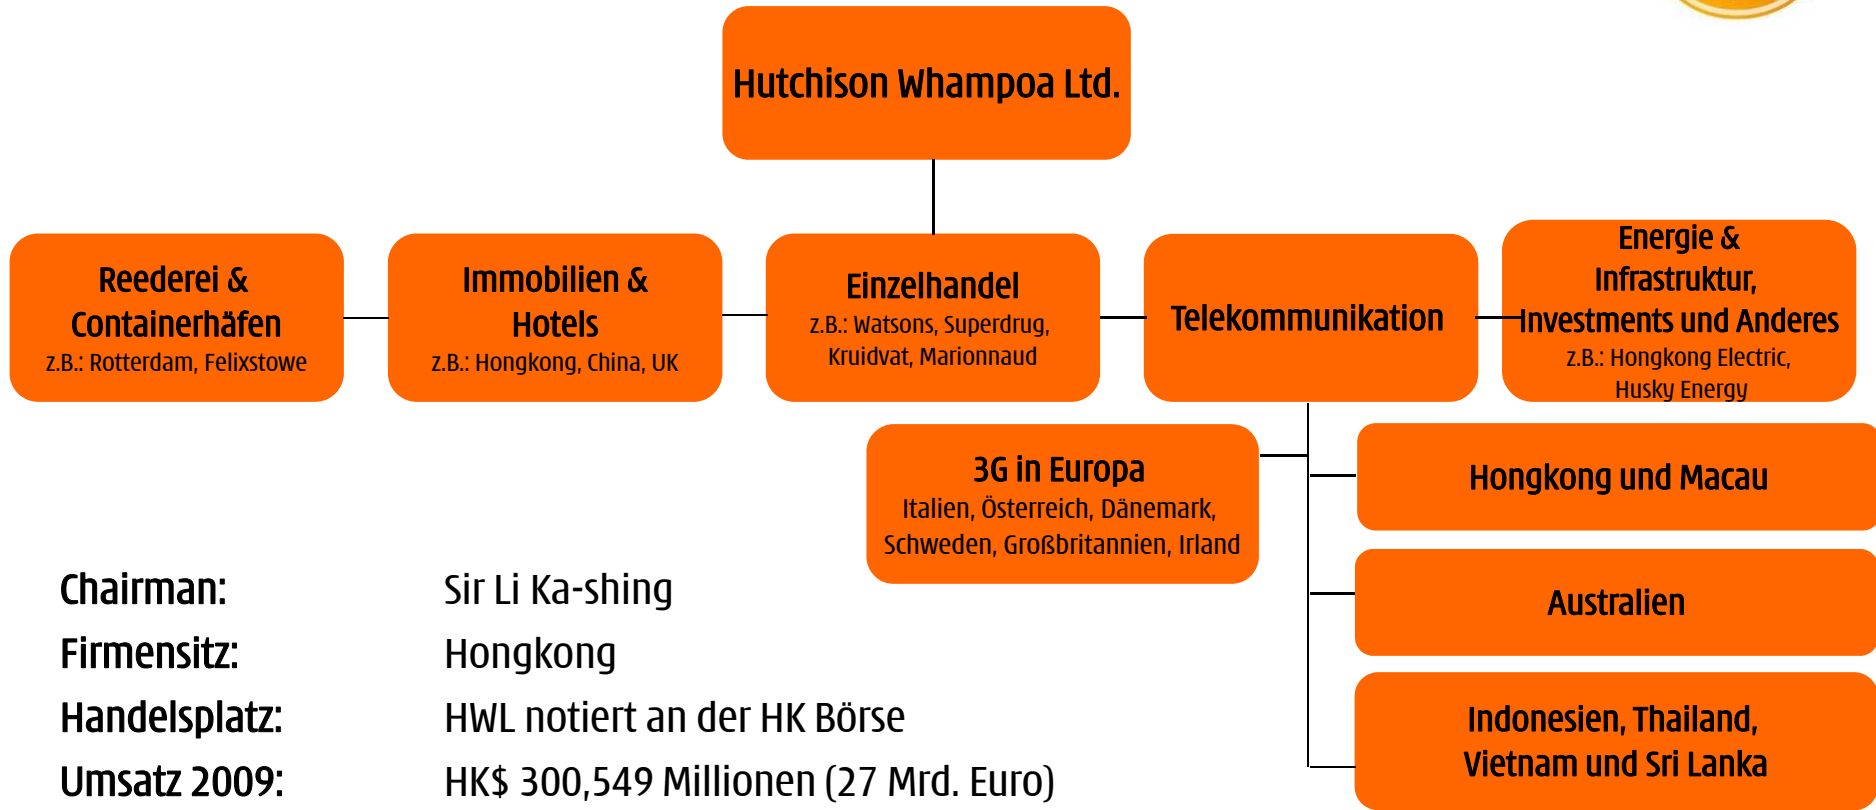 Hutchison Whampoa Ltd.
Reederei &
Containerhäfen
z.B.: Rotterdam, Felixstowe
Immobilien &
Hotels
z.B.: Hongkong, China, UK
Einzelhandel
z.B.: Watsons, Superdrug,
Kruidvat, Marionnaud
Telekommunikation
Energie &
Infrastruktur,
Investments und Anderes
z.B.: Hongkong Electric,
Husky Energy
3G in Europa
Italien, Österreich, Dänemark,
Schweden, Großbritannien, Irland
Hongkong und Macau
Australien
Indonesien, Thailand,
Vietnam und Sri Lanka
Chairman: Sir Li Ka-shing
Firmensitz: Hongkong
Handelsplatz: HWL notiert an der HK Börse
Umsatz 2009: HK$ 300,549 Millionen (27 Mrd. Euro)